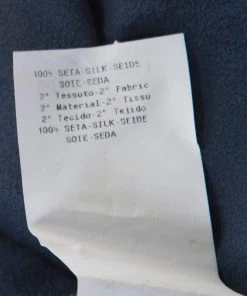 100% SETA-SILK-SEIDE
SOIE-SEDA
2° Tessuto-2° Fabric
2° Material-2° Tissu
2° Tecido-2° Tejido
100% SETA-SILK-SEIDE
SOIE-SEDA